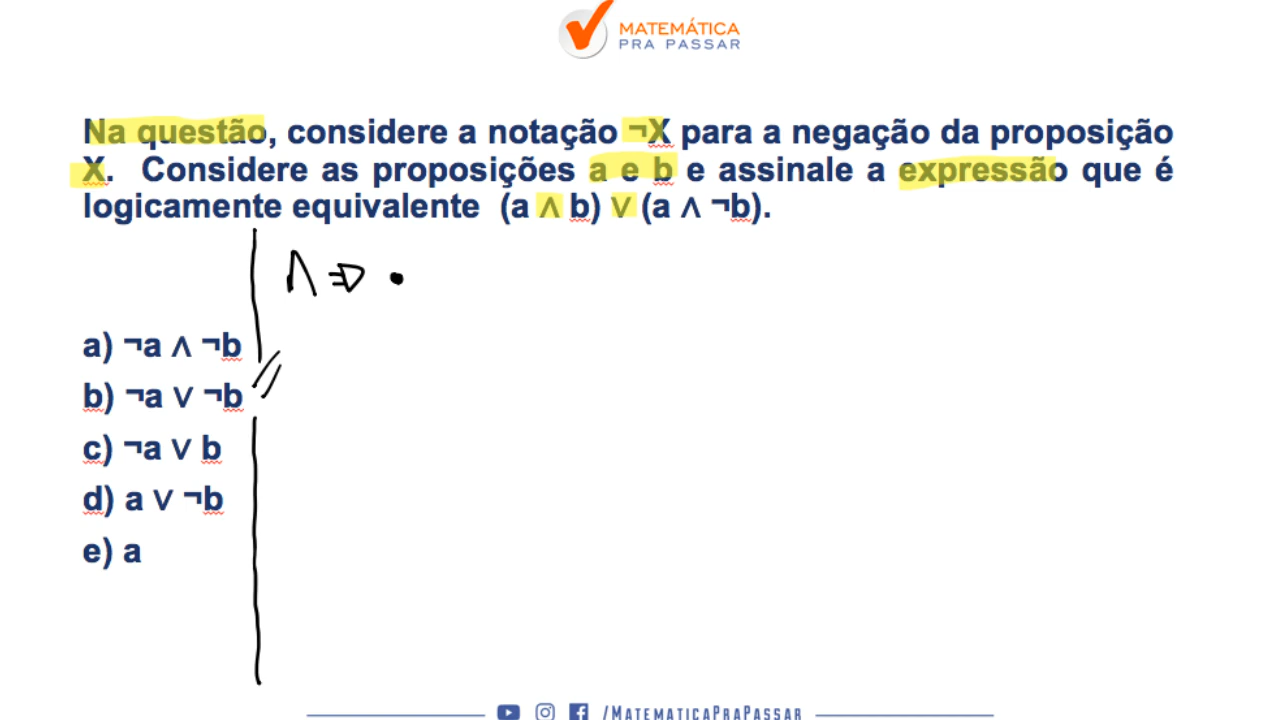 MATEMÁTICA
PRA PASSAR
Na questão, considere a notação ¬X para a negação da proposição
X. Considere as proposições a e b e assinale a expressão que é
logicamente equivalente (a ∧ b) ∨ (a ∧ ¬b).
∧ ⇒ •
a) ¬a ∧ ¬b
b) ¬a ∨ ¬b
c) ¬a ∨ b
d) a ∨ ¬b
e) a
/MATEMATICAPRAPASSAR